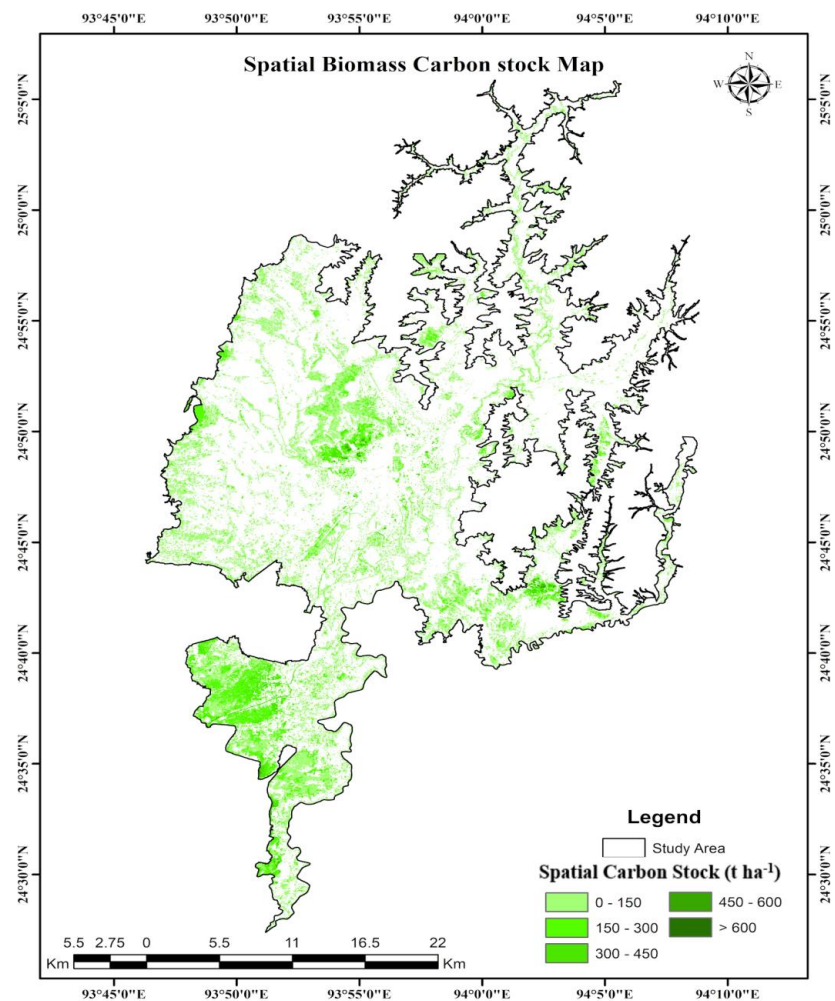 93°45'0"E 93°50'0"E 93°55'0"E 94°0'0"E 94°5'0"E 94°10'0"E
Spatial Biomass Carbon stock Map
N
W E
S
25°5'0"N 25°5'0"N
25°0'0"N 25°0'0"N
24°55'0"N 24°55'0"N
24°50'0"N 24°50'0"N
24°45'0"N 24°45'0"N
24°40'0"N 24°40'0"N
24°35'0"N 24°35'0"N
24°30'0"N 24°30'0"N
Legend
Study Area
Spatial Carbon Stock (t ha⁻¹)
0 - 150 450 - 600
150 - 300 > 600
300 - 450
5.5 2.75 0 5.5 11 16.5 22
Km Km
93°45'0"E 93°50'0"E 93°55'0"E 94°0'0"E 94°5'0"E 94°10'0"E